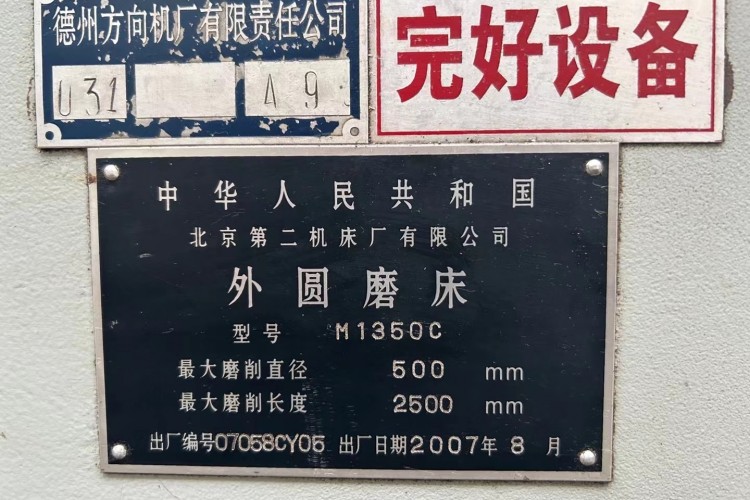 德州方向机厂有限责任公司
031 A9
完好设备
中华人民共和国
北京第二机床厂有限公司
外圆磨床
型号 M1350C
最大磨削直径 500 mm
最大磨削长度 2500 mm
出厂编号07058CY05 出厂日期2007年8月